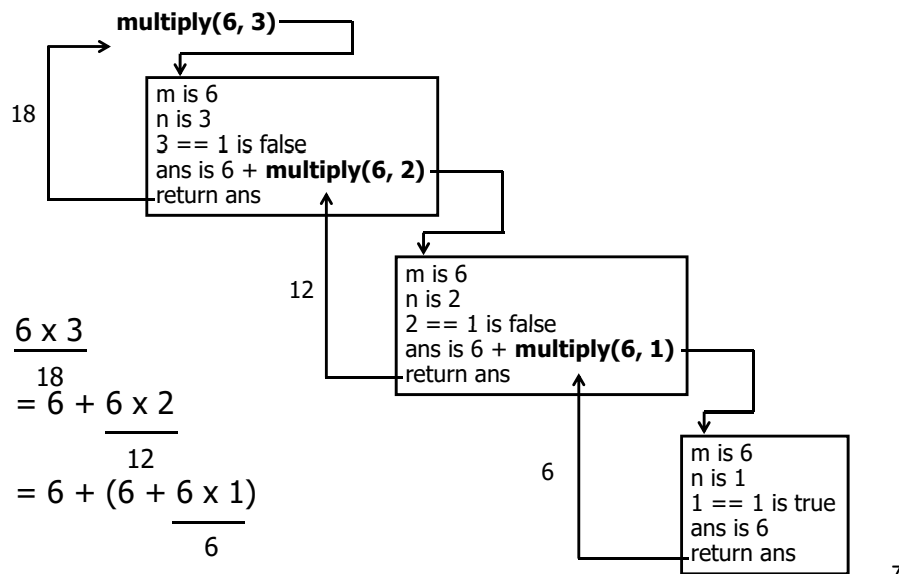 multiply(6, 3)
18
m is 6
n is 3
3 == 1 is false
ans is 6 + multiply(6, 2)
return ans
12
m is 6
n is 2
2 == 1 is false
ans is 6 + multiply(6, 1)
return ans
6
m is 6
n is 1
1 == 1 is true
ans is 6
return ans
6 x 3
18
= 6 + 6 x 2
12
= 6 + (6 + 6 x 1)
6
7